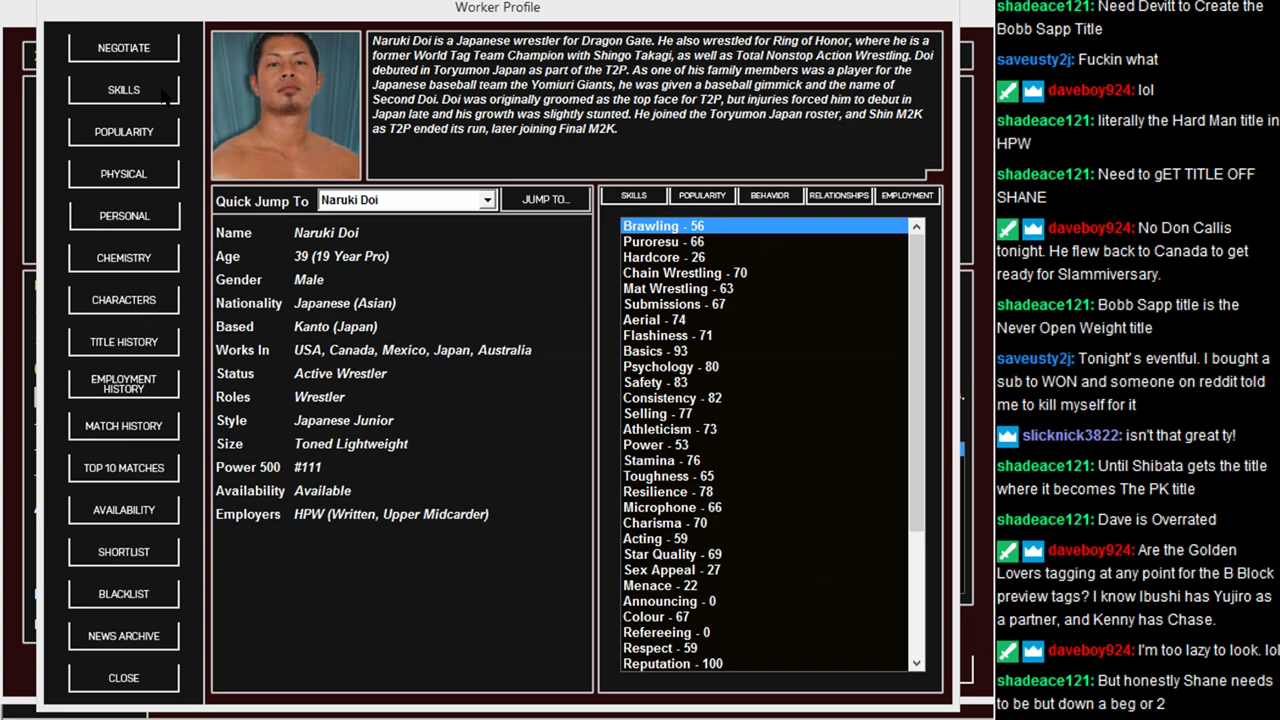 Worker Profile
NEGOTIATE
SKILLS
POPULARITY
PHYSICAL
PERSONAL
CHEMISTRY
CHARACTERS
TITLE HISTORY
EMPLOYMENT
HISTORY
MATCH HISTORY
TOP 10 MATCHES
AVAILABILITY
SHORTLIST
BLACKLIST
NEWS ARCHIVE
CLOSE
Naruki Doi is a Japanese wrestler for Dragon Gate. He also wrestled for Ring of Honor, where he is a
former World Tag Team Champion with Shingo Takagi, as well as Total Nonstop Action Wrestling. Doi
debuted in Toryumon Japan as part of the T2P. As one of his family members was a player for the
Japanese baseball team the Yomiuri Giants, he was given a baseball gimmick and the name of
Second Doi. Doi was originally groomed as the top face for T2P, but injuries forced him to debut in
Japan late and his growth was slightly stunted. He joined the Toryumon Japan roster, and Shin M2K
as T2P ended its run, later joining Final M2K.
Quick Jump To Naruki Doi JUMP TO...
Name Naruki Doi
Age 39 (19 Year Pro)
Gender Male
Nationality Japanese (Asian)
Based Kanto (Japan)
Works In USA, Canada, Mexico, Japan, Australia
Status Active Wrestler
Roles Wrestler
Style Japanese Junior
Size Toned Lightweight
Power 500 #111
Availability Available
Employers HPW (Written, Upper Midcarder)
SKILLS POPULARITY BEHAVIOR RELATIONSHIPS EMPLOYMENT
Brawling - 56
Puroresu - 66
Hardcore - 26
Chain Wrestling - 70
Mat Wrestling - 63
Submissions - 67
Aerial - 74
Flashiness - 71
Basics - 93
Psychology - 80
Safety - 83
Consistency - 82
Selling - 77
Athleticism - 73
Power - 53
Stamina - 76
Toughness - 65
Resilience - 78
Microphone - 66
Charisma - 70
Acting - 59
Star Quality - 69
Sex Appeal - 27
Menace - 22
Announcing - 0
Colour - 67
Refereeing - 0
Respect - 59
Reputation - 100
shadeace121: Need Devitt to Create the
Bobb Sapp Title
saveusty2j: Fuckin what
daveboy924: lol
shadeace121: literally the Hard Man title in
HPW
shadeace121: Need to gET TITLE OFF
SHANE
daveboy924: No Don Callis
tonight. He flew back to Canada to get
ready for Slammiversary.
shadeace121: Bobb Sapp title is the
Never Open Weight title
saveusty2j: Tonight's eventful. I bought a
sub to WON and someone on reddit told
me to kill myself for it
slicknick3822: isn't that great ty!
shadeace121: Until Shibata gets the title
where it becomes The PK title
shadeace121: Dave is Overrated
daveboy924: Are the Golden
Lovers tagging at any point for the B Block
preview tags? I know Ibushi has Yujiro as
a partner, and Kenny has Chase.
daveboy924: I'm too lazy to look. lol
shadeace121: But honestly Shane needs
to be but down a beg or 2